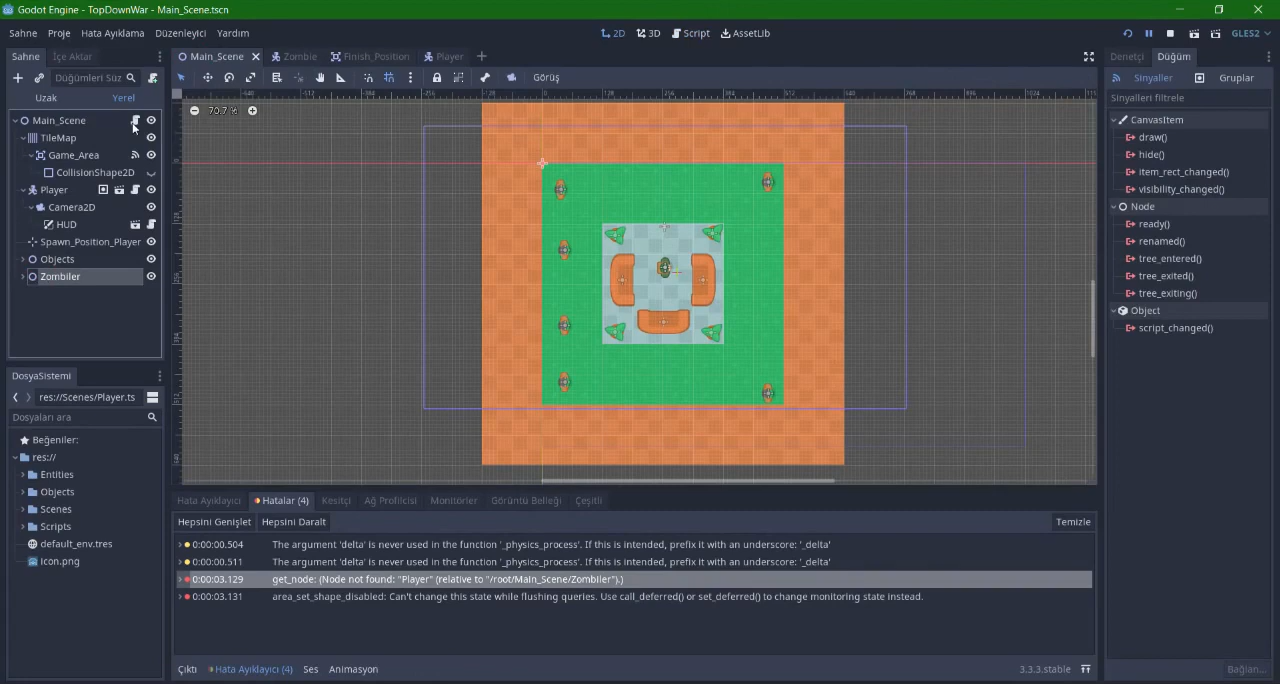 Godot Engine - TopDownWar - Main_Scene.tscn
Sahne Proje Hata Ayıklama Düzenleyici Yardım 2D 3D Script AssetLib GLES2
Sahne İçe Aktar Main_Scene Zombie Finish_Position Player Denetçi Düğüm
Düğümleri Süz Görüş Sinyaller Gruplar
Uzak Yerel
Sinyalleri filtrele
70.7 %
Main_Scene
TileMap
Game_Area
CollisionShape2D
Player
Camera2D
HUD
Spawn_Position_Player
Objects
Zombiler
CanvasItem
draw()
hide()
item_rect_changed()
visibility_changed()
Node
ready()
renamed()
tree_entered()
tree_exited()
tree_exiting()
Object
script_changed()
DosyaSistemi
res://Scenes/Player.ts
Dosyaları ara
Beğeniler:
res://
Entities
Objects
Scenes
Scripts
default_env.tres
icon.png
Hata Ayıklayıcı Hatalar (4) Kesitçi Ağ Profilcisi Monitörler Görüntü Belleği Çeşitli
Hepsini Genişlet Hepsini Daralt Temizle
0:00:00.504 The argument 'delta' is never used in the function '_physics_process'. If this is intended, prefix it with an underscore: '_delta'
0:00:00.511 The argument 'delta' is never used in the function '_physics_process'. If this is intended, prefix it with an underscore: '_delta'
0:00:03.129 get_node: (Node not found: "Player" (relative to "/root/Main_Scene/Zombiler").)
0:00:03.131 area_set_shape_disabled: Can't change this state while flushing queries. Use call_deferred() or set_deferred() to change monitoring state instead.
Çıktı Hata Ayıklayıcı (4) Ses Animasyon 3.3.3.stable
Bağlan...